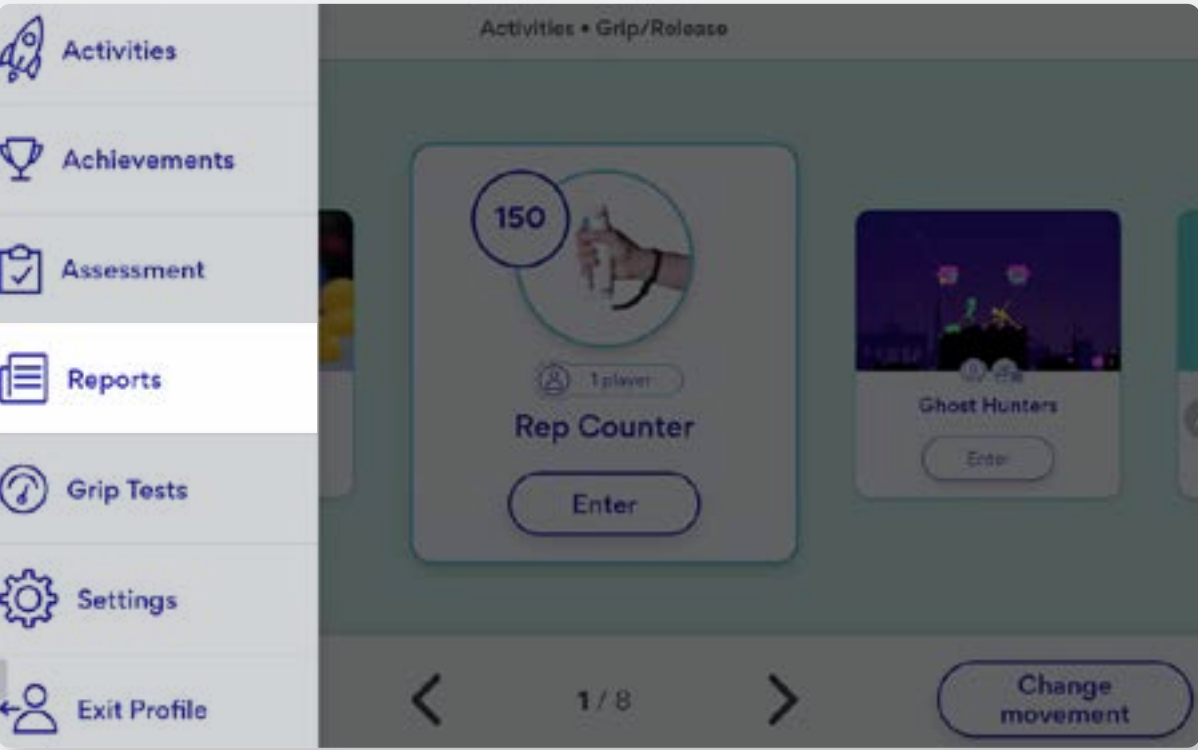 Activities
Achievements
Assessment
Reports
Grip Tests
Settings
Exit Profile
Activities • Grip/Release
150
1 player
Rep Counter
Enter
Ghost Hunters
Enter
1 / 8
Change
movement